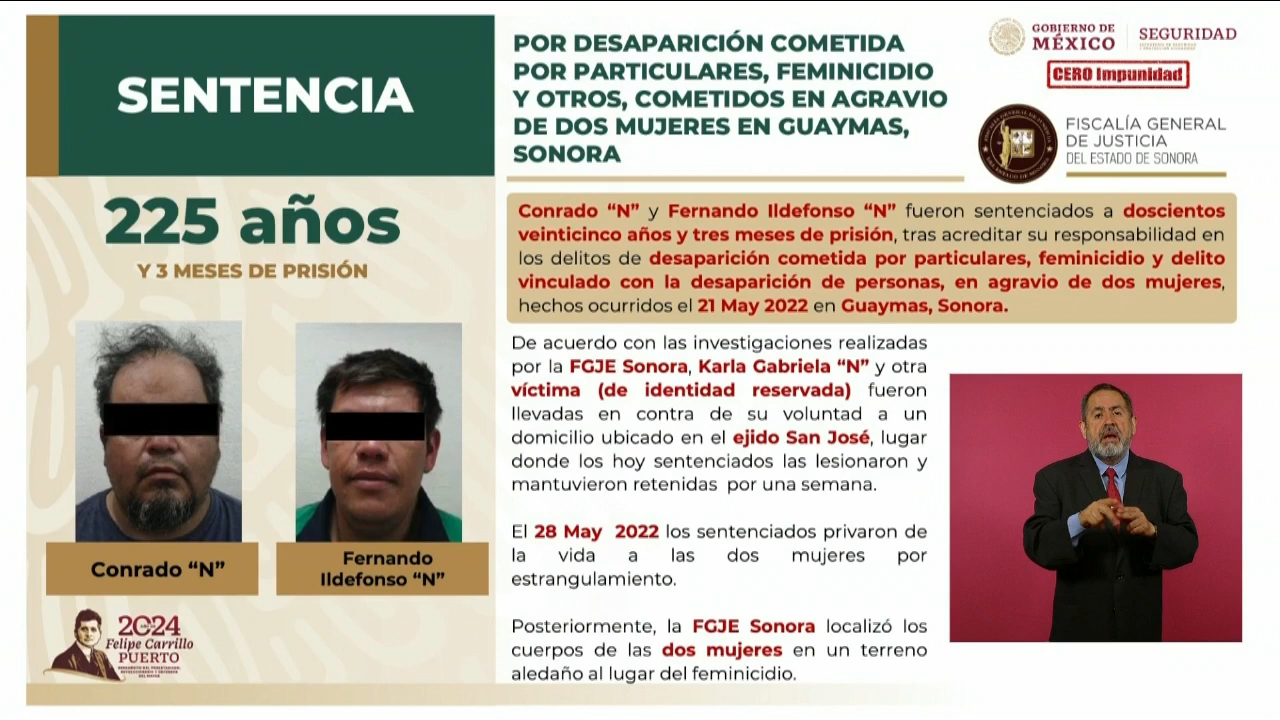 SENTENCIA
225 años
Y 3 MESES DE PRISIÓN
Conrado “N”
Fernando
Ildefonso “N”
2024
Felipe Carrillo
PUERTO
POR DESAPARICIÓN COMETIDA
POR PARTICULARES, FEMINICIDIO
Y OTROS, COMETIDOS EN AGRAVIO
DE DOS MUJERES EN GUAYMAS,
SONORA
GOBIERNO DE
MÉXICO
SEGURIDAD
CERO Impunidad
FISCALÍA GENERAL
DE JUSTICIA
DEL ESTADO DE SONORA
Conrado “N” y Fernando Ildefonso “N” fueron sentenciados a doscientos
veinticinco años y tres meses de prisión, tras acreditar su responsabilidad en
los delitos de desaparición cometida por particulares, feminicidio y delito
vinculado con la desaparición de personas, en agravio de dos mujeres,
hechos ocurridos el 21 May 2022 en Guaymas, Sonora.
De acuerdo con las investigaciones realizadas
por la FGJE Sonora, Karla Gabriela “N” y otra
víctima (de identidad reservada) fueron
llevadas en contra de su voluntad a un
domicilio ubicado en el ejido San José, lugar
donde los hoy sentenciados las lesionaron y
mantuvieron retenidas por una semana.
El 28 May 2022 los sentenciados privaron de
la vida a las dos mujeres por
estrangulamiento.
Posteriormente, la FGJE Sonora localizó los
cuerpos de las dos mujeres en un terreno
aledaño al lugar del feminicidio.